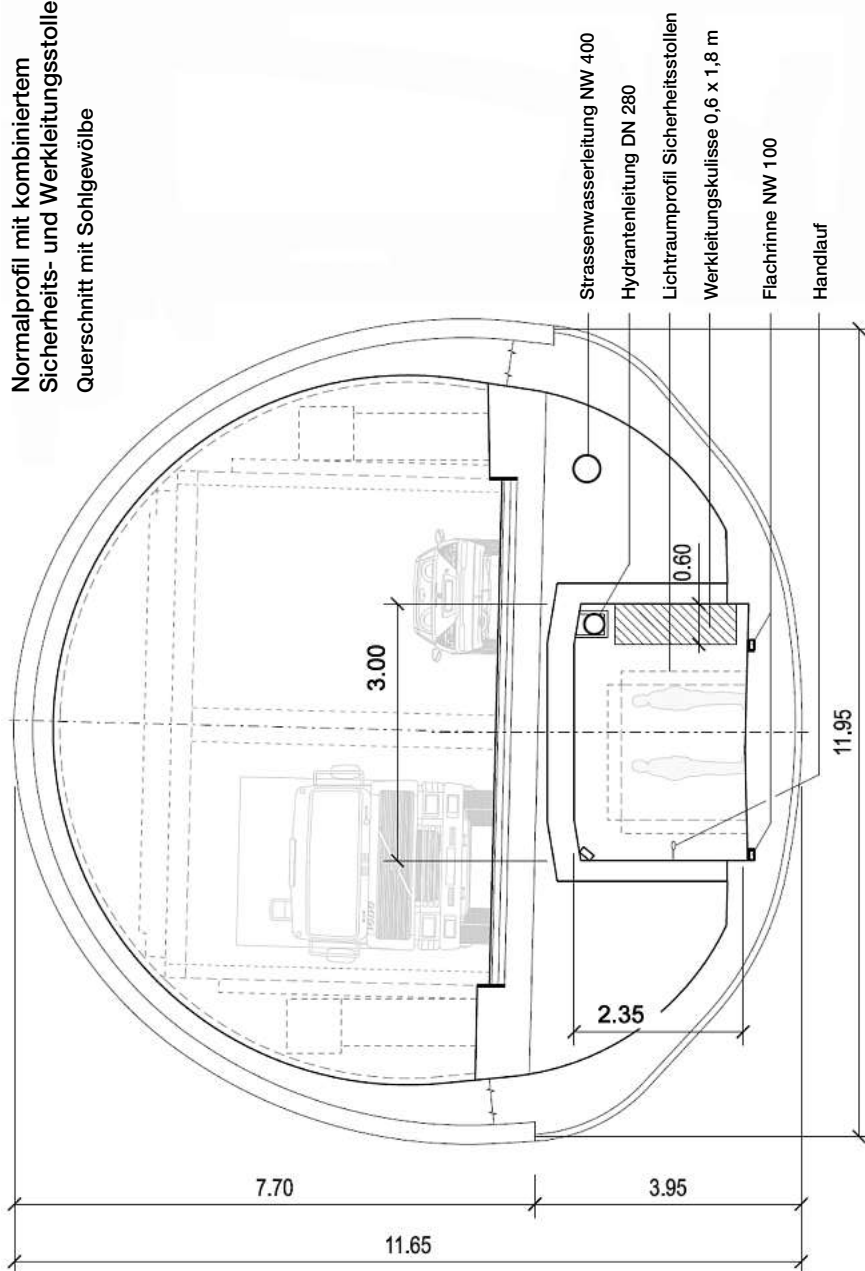 Normalprofil mit kombiniertem
Sicherheits- und Werkleitungsstolle
Querschnitt mit Sohlgewölbe
Strassenwasserleitung NW 400
Hydrantenleitung DN 280
Lichtraumprofil Sicherheitsstollen
Werkleitungskulisse 0,6 x 1,8 m
Flachrinne NW 100
Handlauf
3.00
0.60
2.35
11.95
7.70
3.95
11.65